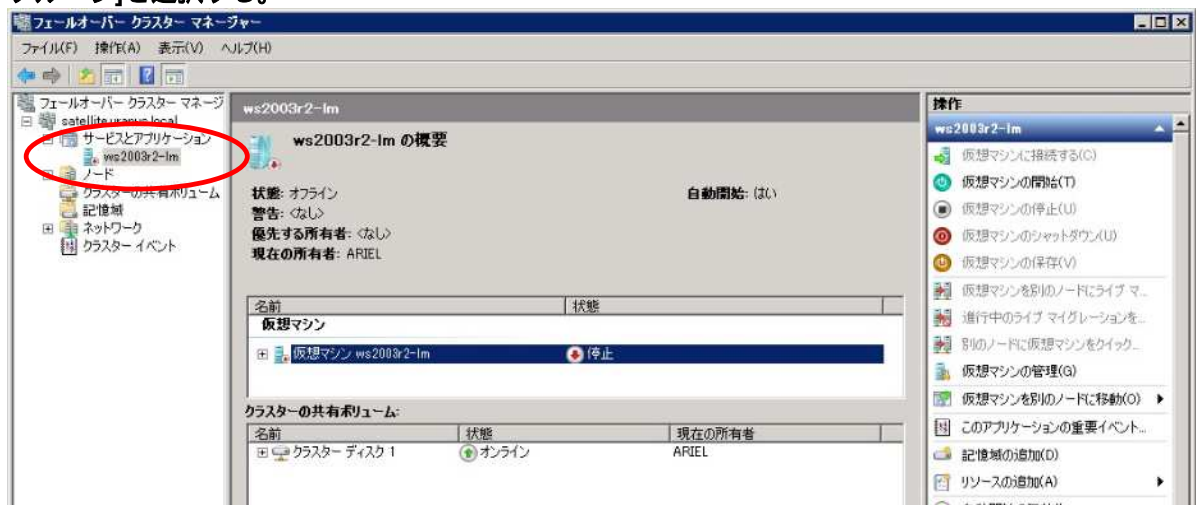 フェールオーバー クラスター マネージャー
ファイル(F) 操作(A) 表示(V) ヘルプ(H)
フェールオーバー クラスター マネージ
satellite.uranus.local
サービスとアプリケーション
ws2003r2-lm
ノード
クラスターの共有ボリューム
記憶域
ネットワーク
クラスター イベント
ws2003r2-lm
ws2003r2-lm の概要
状態: オフライン
自動開始: はい
警告: <なし>
優先する所有者: <なし>
現在の所有者: ARIEL
名前 状態
仮想マシン
仮想マシン ws2003r2-lm 停止
クラスターの共有ボリューム:
名前 状態 現在の所有者
クラスター ディスク 1 オンライン ARIEL
操作
ws2003r2-lm
仮想マシンに接続する(C)
仮想マシンの開始(T)
仮想マシンの停止(U)
仮想マシンのシャットダウン(U)
仮想マシンの保存(V)
仮想マシンを別のノードにライブ マ...
進行中のライブ マイグレーションを...
別のノードに仮想マシンをクイック...
仮想マシンの管理(G)
仮想マシンを別のノードに移動(O)
このアプリケーションの重要イベント...
記憶域の追加(D)
リソースの追加(A)